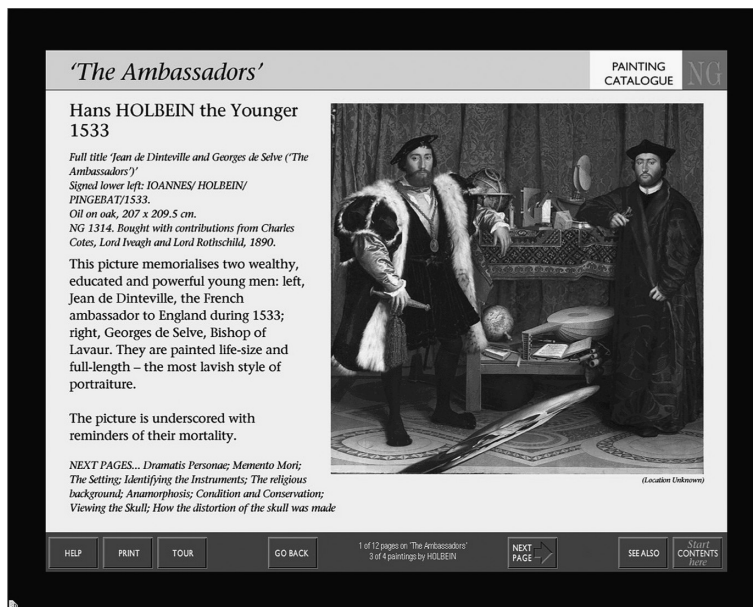 'The Ambassadors'
PAINTING
CATALOGUE
NG
Hans HOLBEIN the Younger
1533
Full title 'Jean de Dinteville and Georges de Selve ('The
Ambassadors')'
Signed lower left: IOANNES/ HOLBEIN/
PINGEBAT/1533.
Oil on oak, 207 x 209.5 cm.
NG 1314. Bought with contributions from Charles
Cotes, Lord Iveagh and Lord Rothschild, 1890.
This picture memorialises two wealthy,
educated and powerful young men: left,
Jean de Dinteville, the French
ambassador to England during 1533;
right, Georges de Selve, Bishop of
Lavaur. They are painted life-size and
full-length – the most lavish style of
portraiture.
The picture is underscored with
reminders of their mortality.
NEXT PAGES... Dramatis Personae; Memento Mori;
The Setting; Identifying the Instruments; The religious
background; Anamorphosis; Condition and Conservation;
Viewing the Skull; How the distortion of the skull was made
(Location Unknown)
HELP
PRINT
TOUR
GO BACK
1 of 12 pages on 'The Ambassadors'
3 of 4 paintings by HOLBEIN
NEXT
PAGE
SEE ALSO
Start
CONTENTS
here